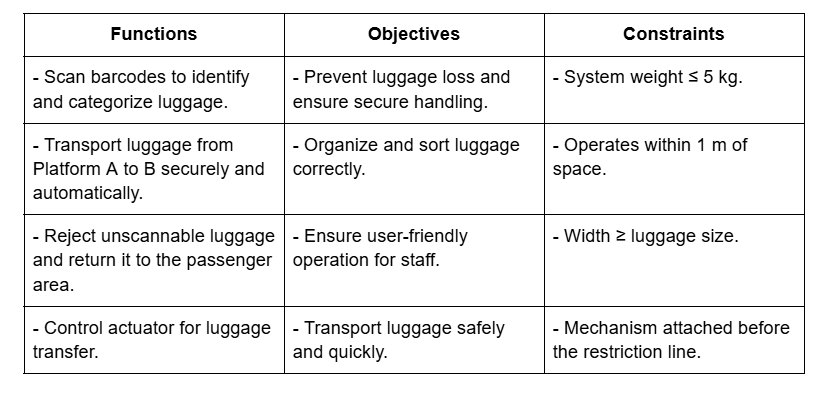 Functions
Objectives
Constraints
- Scan barcodes to identify
and categorize luggage.
- Prevent luggage loss and
ensure secure handling.
- System weight ≤ 5 kg.
- Transport luggage from
Platform A to B securely and
automatically.
- Organize and sort luggage
correctly.
- Operates within 1 m of
space.
- Reject unscannable luggage
and return it to the passenger
area.
- Ensure user-friendly
operation for staff.
- Width ≥ luggage size.
- Control actuator for luggage
transfer.
- Transport luggage safely
and quickly.
- Mechanism attached before
the restriction line.